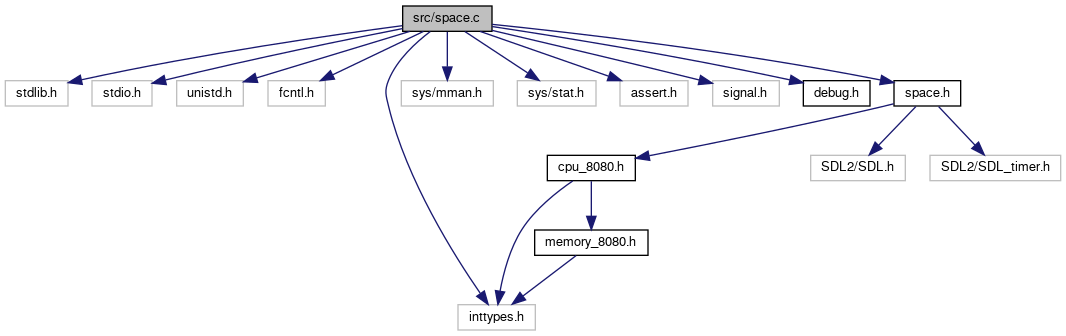 src/space.c
stdlib.h
stdio.h
unistd.h
fcntl.h
sys/mman.h
sys/stat.h
assert.h
signal.h
debug.h
space.h
cpu_8080.h
SDL2/SDL.h
SDL2/SDL_timer.h
memory_8080.h
inttypes.h